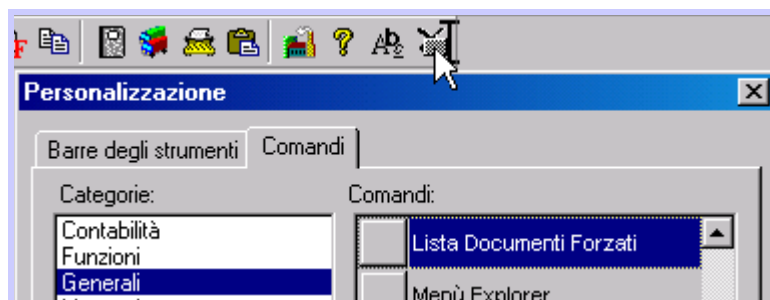 Personalizzazione
Barre degli strumenti Comandi
Categorie: Comandi:
Contabilità
Funzioni
Generali
Lista Documenti Forzati
Menù Explorer